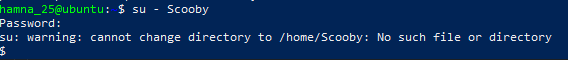 hamna_25@ubuntu: $ su - Scooby
Password:
su: warning: cannot change directory to /home/Scooby: No such file or directory
$